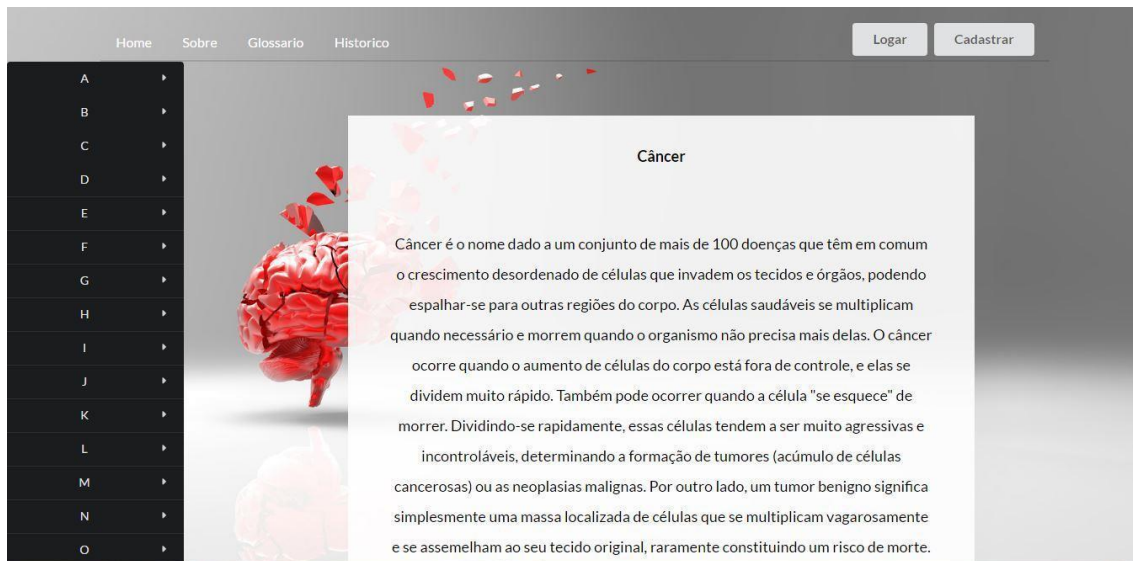 Home Sobre Glossario Historico Logar Cadastrar
A
B
C
D
E
F
G
H
I
J
K
L
M
N
O
Câncer
Câncer é o nome dado a um conjunto de mais de 100 doenças que têm em comum
o crescimento desordenado de células que invadem os tecidos e órgãos, podendo
espalhar-se para outras regiões do corpo. As células saudáveis se multiplicam
quando necessário e morrem quando o organismo não precisa mais delas. O câncer
ocorre quando o aumento de células do corpo está fora de controle, e elas se
dividem muito rápido. Também pode ocorrer quando a célula "se esquece" de
morrer. Dividindo-se rapidamente, essas células tendem a ser muito agressivas e
incontroláveis, determinando a formação de tumores (acúmulo de células
cancerosas) ou as neoplasias malignas. Por outro lado, um tumor benigno significa
simplesmente uma massa localizada de células que se multiplicam vagarosamente
e se assemelham ao seu tecido original, raramente constituindo um risco de morte.